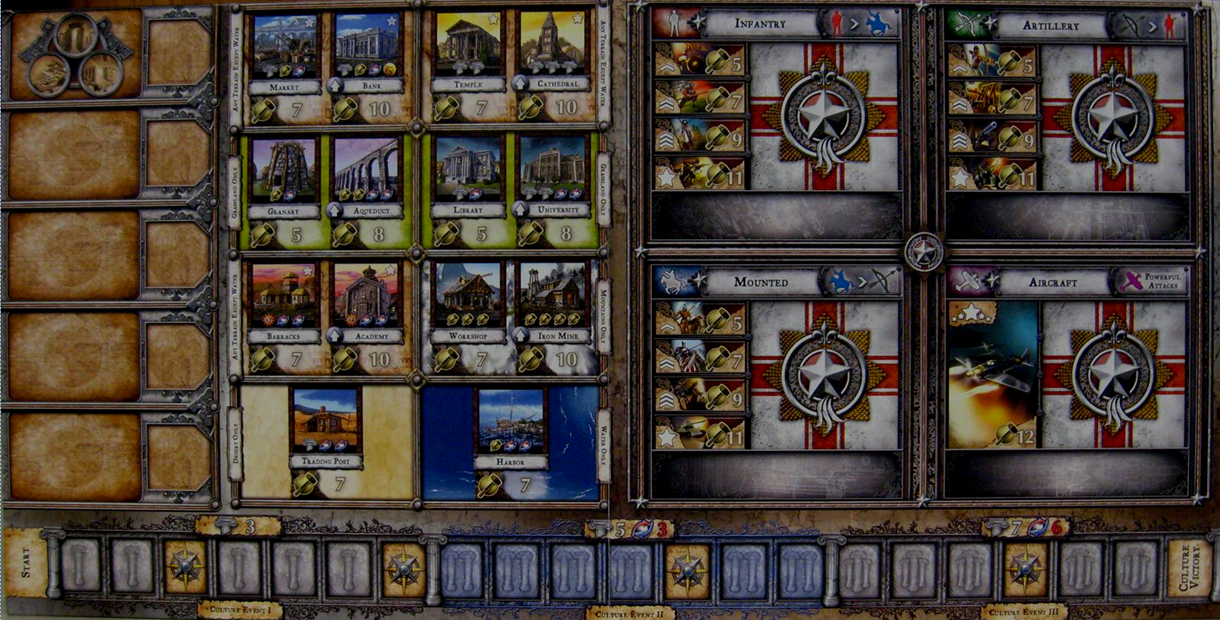 Any Terrain Except Water
Market
Bank
7
10
Temple
Cathedral
7
10
Any Terrain Except Water
Grassland Only
Granary
Aqueduct
5
8
Library
University
5
8
Grassland Only
Any Terrain Except Water
Barracks
Academy
7
10
Workshop
Iron Mine
7
10
Mountains Only
Desert Only
Trading Post
7
Harbor
7
Water Only
Infantry
5
7
9
11
Artillery
5
7
9
11
Mounted
5
7
9
11
Aircraft
Powerful
Attacks
12
Start
3
5 3
7 6
Culture Event I
Culture Event II
Culture Event III
Culture
Victory